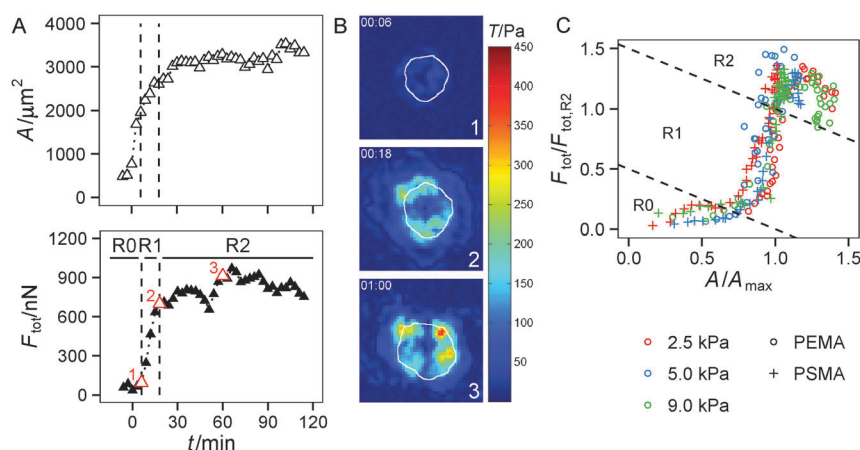 A
A/μm²
4000
3000
2000
1000
0
R0 R1 R2
F_tot/nN
1200
900
600
300
0
1
2
3
0 30 60 90 120
t/min
B
T/Pa
00:06
1
00:18
2
01:00
3
450
400
350
300
250
200
150
100
50
C
F_tot/F_tot,R2
1.5
1.0
0.5
0.0
R2
R1
R0
0.0 0.5 1.0 1.5
A/A_max
2.5 kPa
5.0 kPa
9.0 kPa
PEMA
PSMA